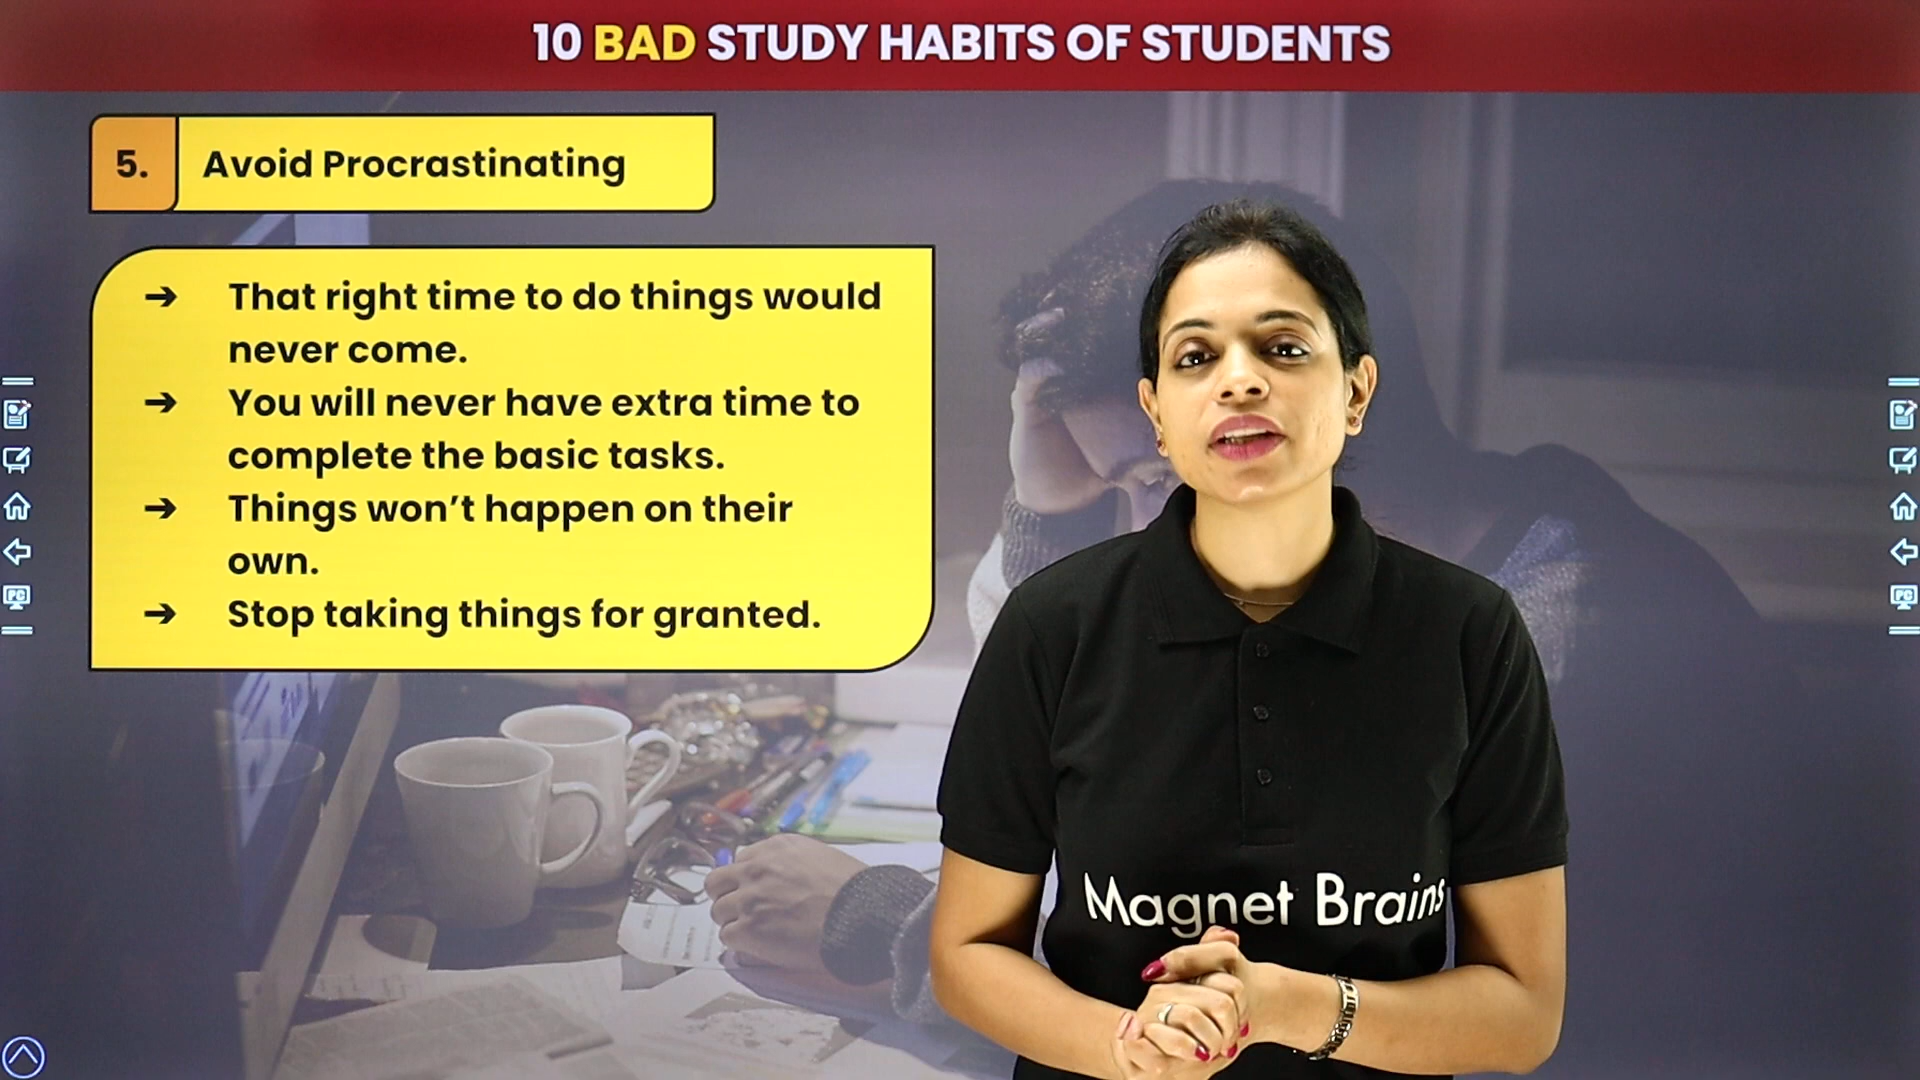 10 BAD STUDY HABITS OF STUDENTS
5. Avoid Procrastinating
➔ That right time to do things would
never come.
➔ You will never have extra time to
complete the basic tasks.
➔ Things won’t happen on their
own.
➔ Stop taking things for granted.
Magnet Brains
PC
PC